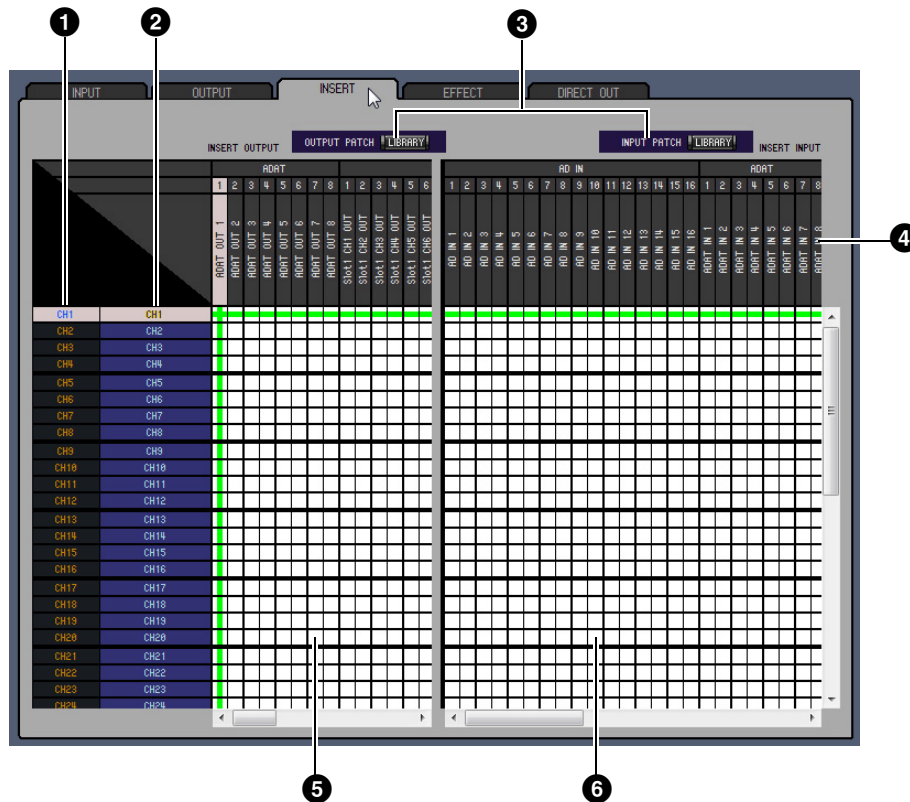 1 2 3
INPUT OUTPUT INSERT EFFECT DIRECT OUT
INSERT OUTPUT OUTPUT PATCH LIBRARY INPUT PATCH LIBRARY INSERT INPUT
ADAT AD IN ADAT
1 2 3 4 5 6 7 8 1 2 3 4 5 6 1 2 3 4 5 6 7 8 9 10 11 12 13 14 15 16 1 2 3 4 5 6 7 8
ADAT OUT 1
ADAT OUT 2
ADAT OUT 3
ADAT OUT 4
ADAT OUT 5
ADAT OUT 6
ADAT OUT 7
ADAT OUT 8
Slot1 CH1 OUT
Slot1 CH2 OUT
Slot1 CH3 OUT
Slot1 CH4 OUT
Slot1 CH5 OUT
Slot1 CH6 OUT
AD IN 1
AD IN 2
AD IN 3
AD IN 4
AD IN 5
AD IN 6
AD IN 7
AD IN 8
AD IN 9
AD IN 10
AD IN 11
AD IN 12
AD IN 13
AD IN 14
AD IN 15
AD IN 16
ADAT IN 1
ADAT IN 2
ADAT IN 3
ADAT IN 4
ADAT IN 5
ADAT IN 6
ADAT IN 7
ADAT IN 8
4
CH1 CH1
CH2 CH2
CH3 CH3
CH4 CH4
CH5 CH5
CH6 CH6
CH7 CH7
CH8 CH8
CH9 CH9
CH10 CH10
CH11 CH11
CH12 CH12
CH13 CH13
CH14 CH14
CH15 CH15
CH16 CH16
CH17 CH17
CH18 CH18
CH19 CH19
CH20 CH20
CH21 CH21
CH22 CH22
CH23 CH23
CH24 CH24
5 6